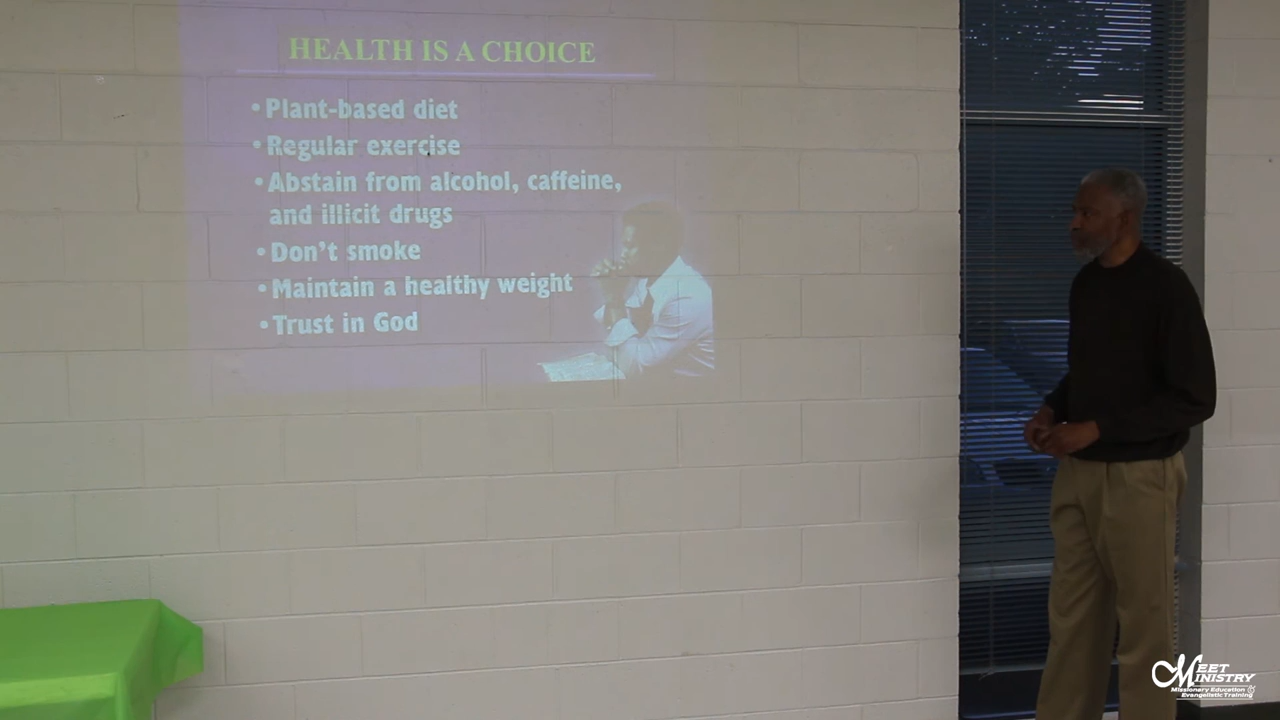 HEALTH IS A CHOICE
• Plant-based diet
• Regular exercise
• Abstain from alcohol, caffeine,
and illicit drugs
• Don't smoke
• Maintain a healthy weight
• Trust in God
MEET
MINISTRY
Missionary Education &
Evangelistic Training